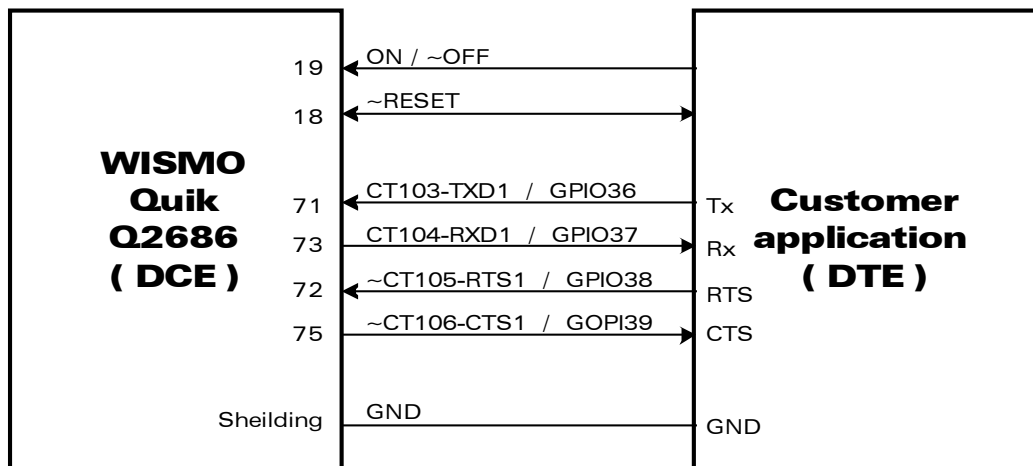 19 ON / ~OFF
18 ~RESET
WISMO
Quik
Q2686
( DCE )
71 CT103-TXD1 / GPIO36 Tx
73 CT104-RXD1 / GPIO37 Rx
72 ~CT105-RTS1 / GPIO38 RTS
75 ~CT106-CTS1 / GOPI39 CTS
Customer
application
( DTE )
Sheilding GND GND